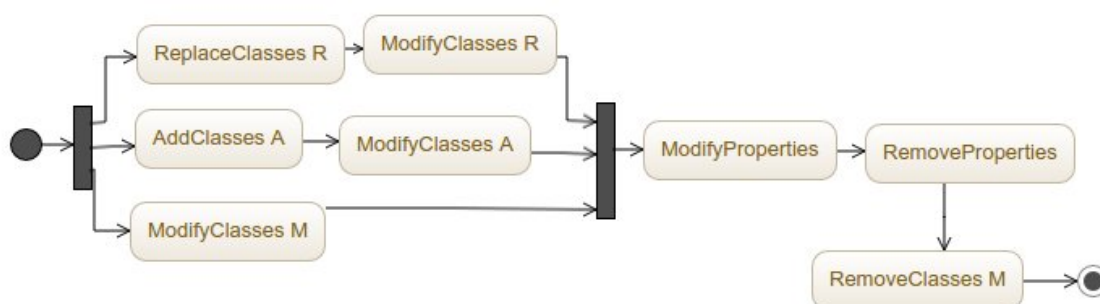 ReplaceClasses R
ModifyClasses R
AddClasses A
ModifyClasses A
ModifyClasses M
ModifyProperties
RemoveProperties
RemoveClasses M